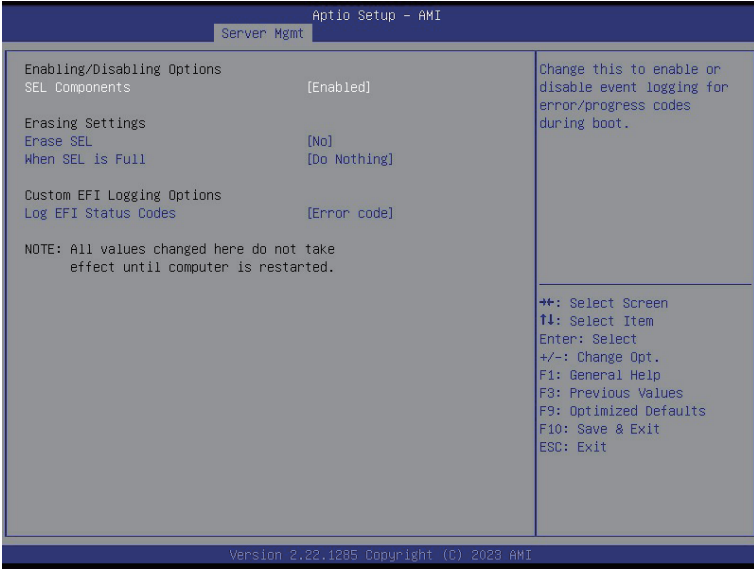 Aptio Setup – AMI
Server Mgmt
Enabling/Disabling Options
SEL Components [Enabled]
Erasing Settings
Erase SEL [No]
When SEL is Full [Do Nothing]
Custom EFI Logging Options
Log EFI Status Codes [Error code]
NOTE: All values changed here do not take
effect until computer is restarted.
Change this to enable or
disable event logging for
error/progress codes
during boot.
→←: Select Screen
↑↓: Select Item
Enter: Select
+/-: Change Opt.
F1: General Help
F3: Previous Values
F9: Optimized Defaults
F10: Save & Exit
ESC: Exit
Version 2.22.1285 Copyright (C) 2023 AMI